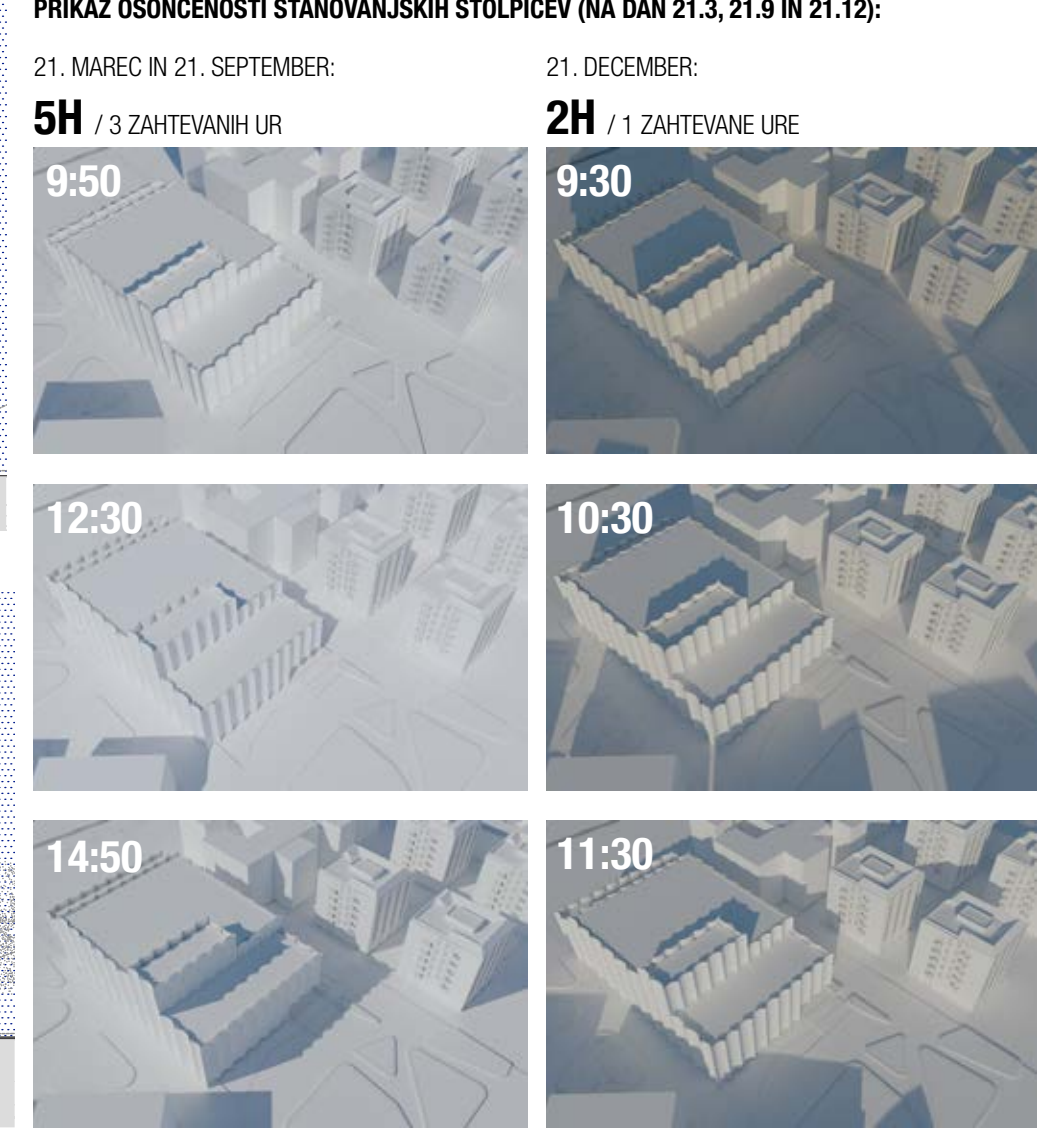 PRIKAZ OSONČENOSTI STANOVANJSKIH STOLPIČEV (NA DAN 21.3, 21.9 IN 21.12):
21. MAREC IN 21. SEPTEMBER:
5H / 3 ZAHTEVANIH UR
9:50
12:30
14:50
21. DECEMBER:
2H / 1 ZAHTEVANE URE
9:30
10:30
11:30